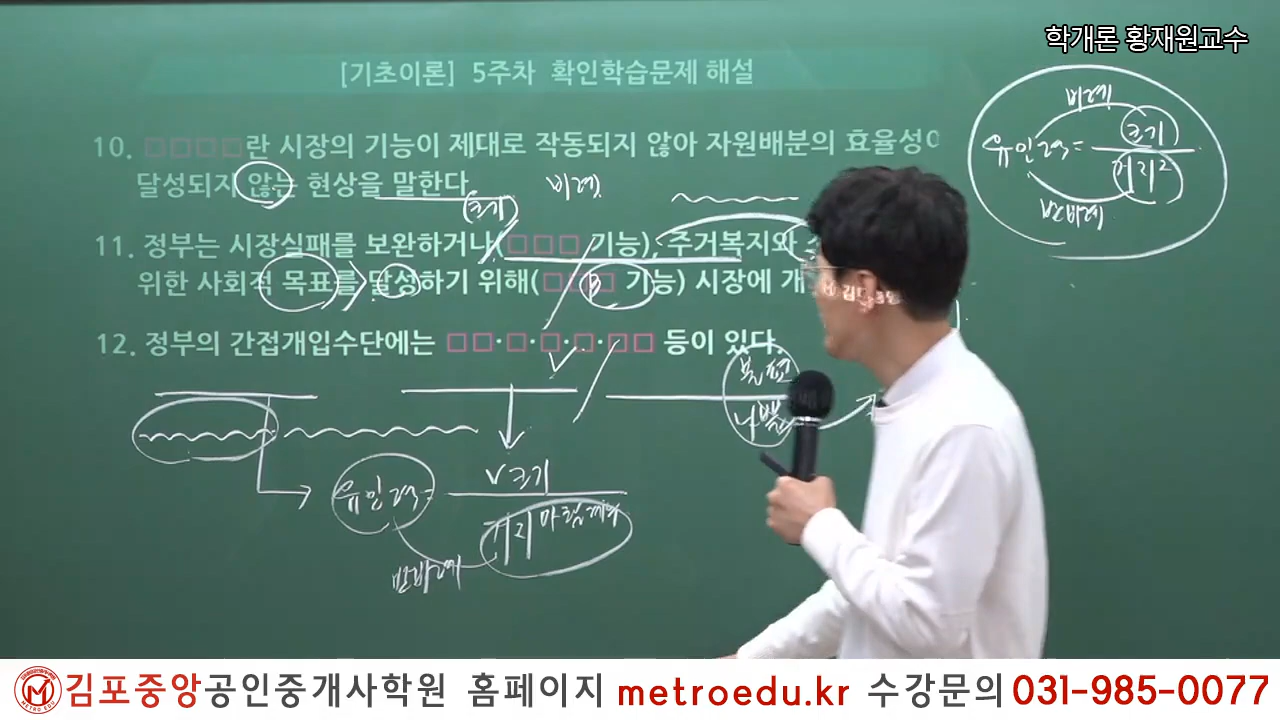 학개론 황재원교수
[기초이론] 5주차 확인학습문제 해설
10. □□□□란 시장의 기능이 제대로 작동되지 않아 자원배분의 효율성이
달성되지 않는 현상을 말한다
비례
(크기)
11. 정부는 시장실패를 보완하거나(□□□ 기능), 주거복지와
위한 사회적 목표를 달성하기 위해(□□□ 기능) 시장에 개
12. 정부의 간접개입수단에는 □□·□·□·□·□□ 등이 있다.
비례
유인력= 크기
거리²
반비례
유인력= 크기
거리마찰계수
반비례
김포중앙공인중개사학원 홈페이지 metroedu.kr 수강문의 031-985-0077
METRO EDU